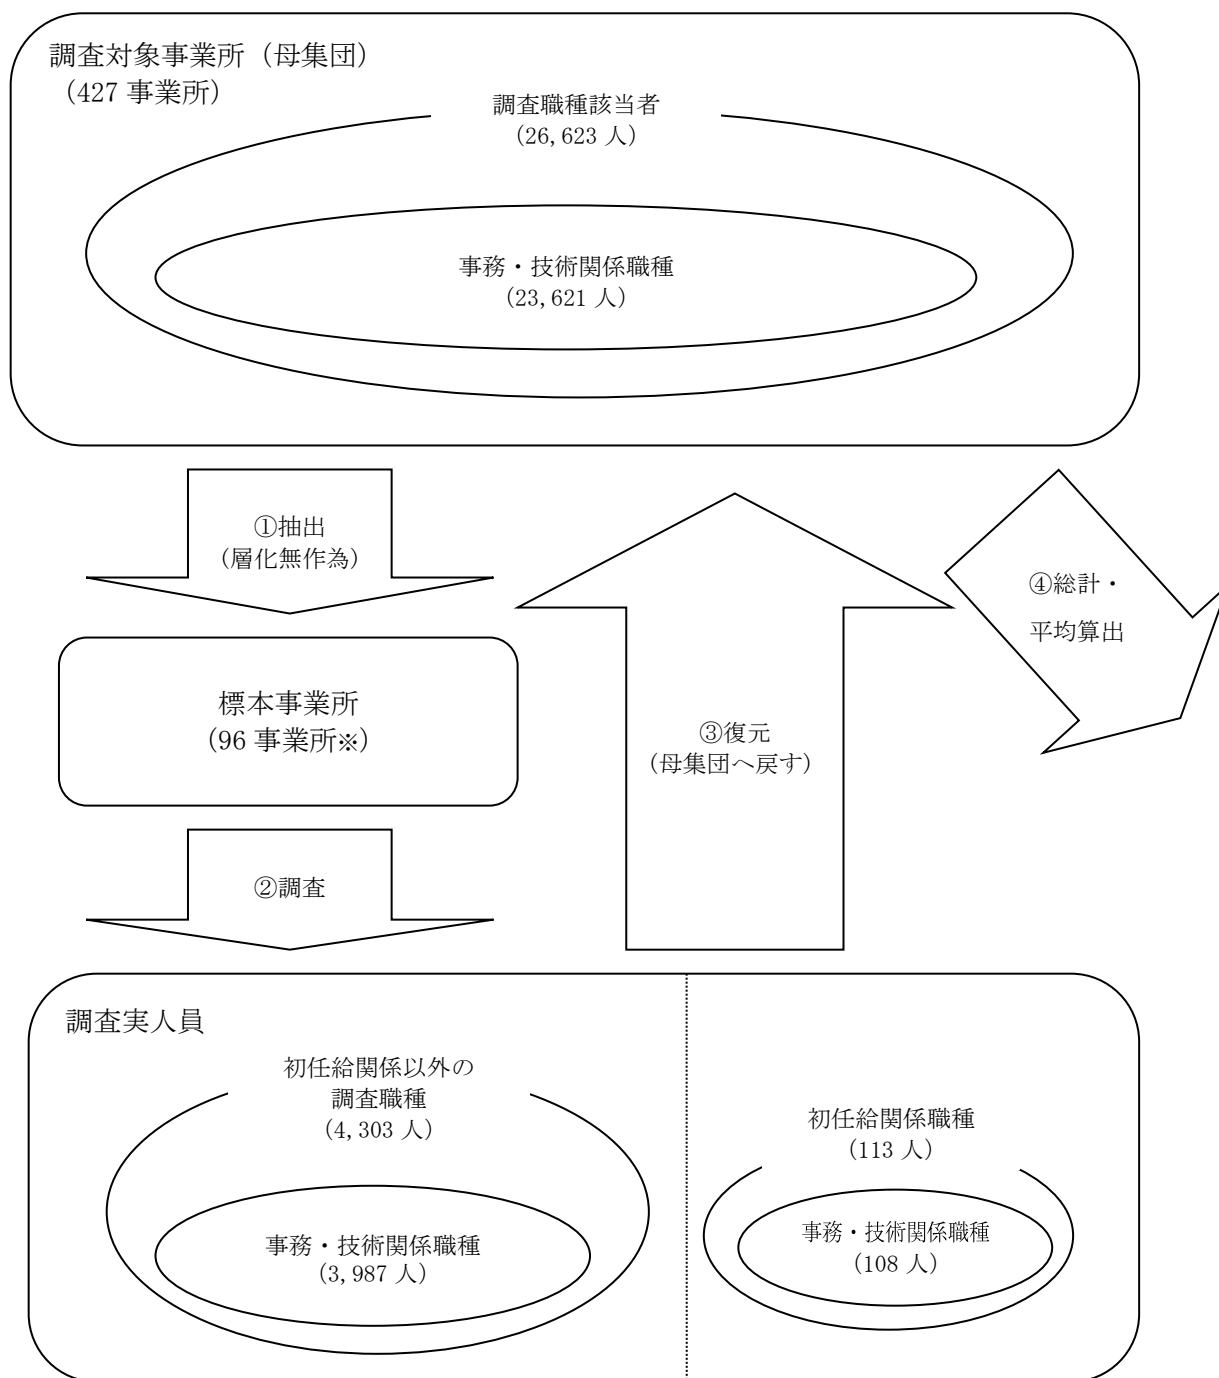 調査対象事業所（母集団）
（427 事業所）
調査職種該当者
（26,623 人）
事務・技術関係職種
（23,621 人）
①抽出
（層化無作為）
標本事業所
（96 事業所※）
②調査
③復元
（母集団へ戻す）
④総計・
平均算出
調査実人員
初任給関係以外の
調査職種
（4,303 人）
事務・技術関係職種
（3,987 人）
初任給関係職種
（113 人）
事務・技術関係職種
（108 人）